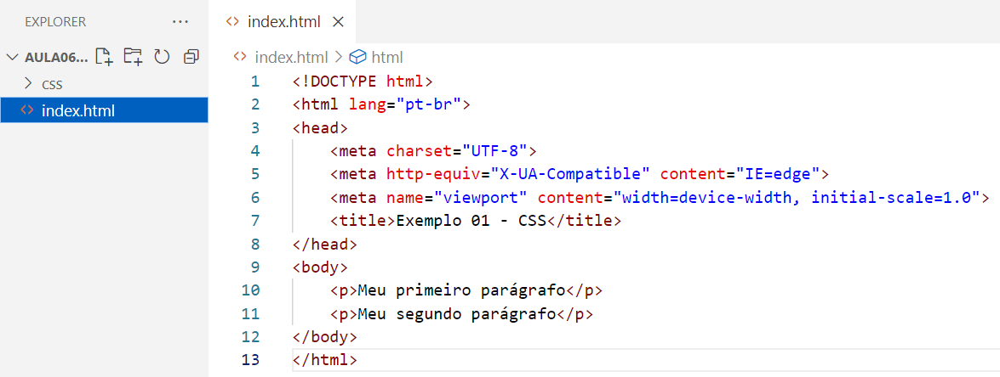 EXPLORER ···
index.html ×
AULA06...
css
index.html
index.html > html
1 <!DOCTYPE html>
2 <html lang="pt-br">
3 <head>
4     <meta charset="UTF-8">
5     <meta http-equiv="X-UA-Compatible" content="IE=edge">
6     <meta name="viewport" content="width=device-width, initial-scale=1.0">
7     <title>Exemplo 01 - CSS</title>
8 </head>
9 <body>
10     <p>Meu primeiro parágrafo</p>
11     <p>Meu segundo parágrafo</p>
12 </body>
13 </html>